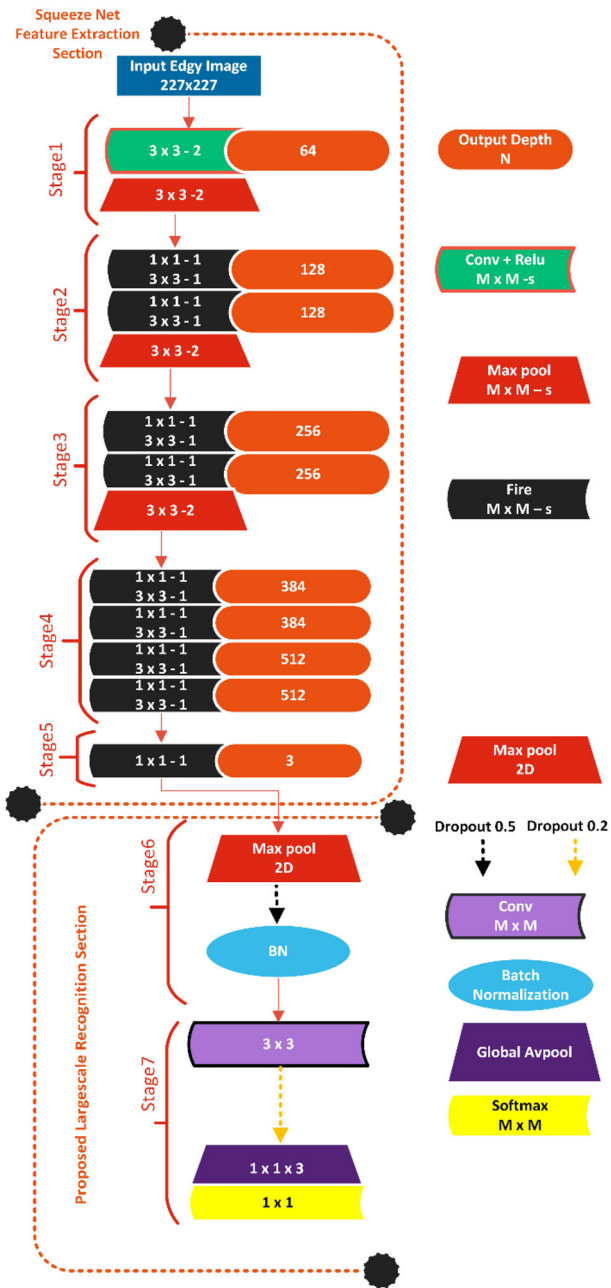 Squeeze Net
Feature Extraction
Section
Input Edgy Image
227x227
Stage1
3 x 3 - 2
64
3 x 3 -2
Stage2
1 x 1 - 1
3 x 3 - 1
128
1 x 1 - 1
3 x 3 - 1
128
3 x 3 -2
Stage3
1 x 1 - 1
3 x 3 - 1
256
1 x 1 - 1
3 x 3 - 1
256
3 x 3 -2
Stage4
1 x 1 - 1
3 x 3 - 1
384
1 x 1 - 1
3 x 3 - 1
384
1 x 1 - 1
3 x 3 - 1
512
1 x 1 - 1
3 x 3 - 1
512
Stage5
1 x 1 - 1
3
Proposed Largescale Recognition Section
Stage6
Max pool
2D
BN
Stage7
3 x 3
1 x 1 x 3
1 x 1
Output Depth
N
Conv + Relu
M x M -s
Max pool
M x M – s
Fire
M x M – s
Max pool
2D
Dropout 0.5
Dropout 0.2
Conv
M x M
Batch
Normalization
Global Avpool
Softmax
M x M